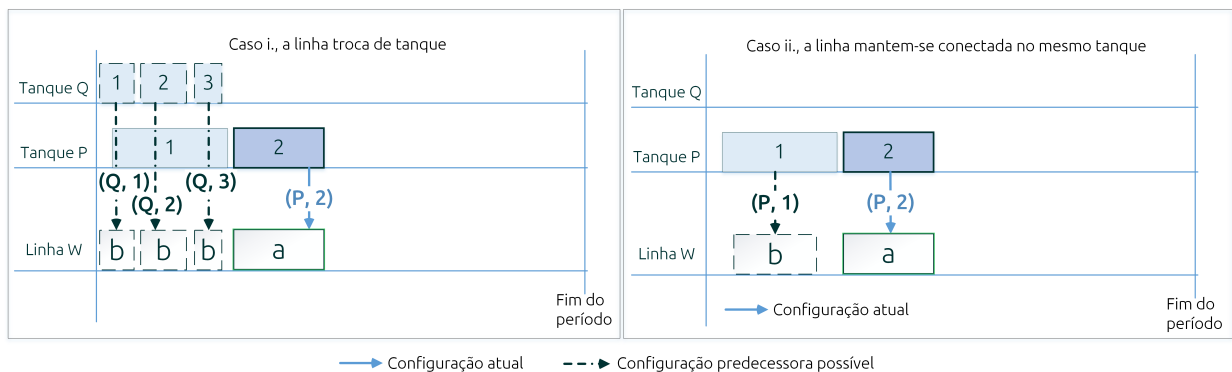 Caso i., a linha troca de tanque
Tanque Q
1
2
3
Tanque P
1
2
(Q, 1)
(Q, 2)
(Q, 3)
(P, 2)
Linha W
b
b
b
a
Fim do
período
Caso ii., a linha mantem-se conectada no mesmo tanque
Tanque Q
Tanque P
1
2
(P, 1)
(P, 2)
Linha W
b
a
Configuração atual
Fim do
período
Configuração atual
Configuração predecessora possível